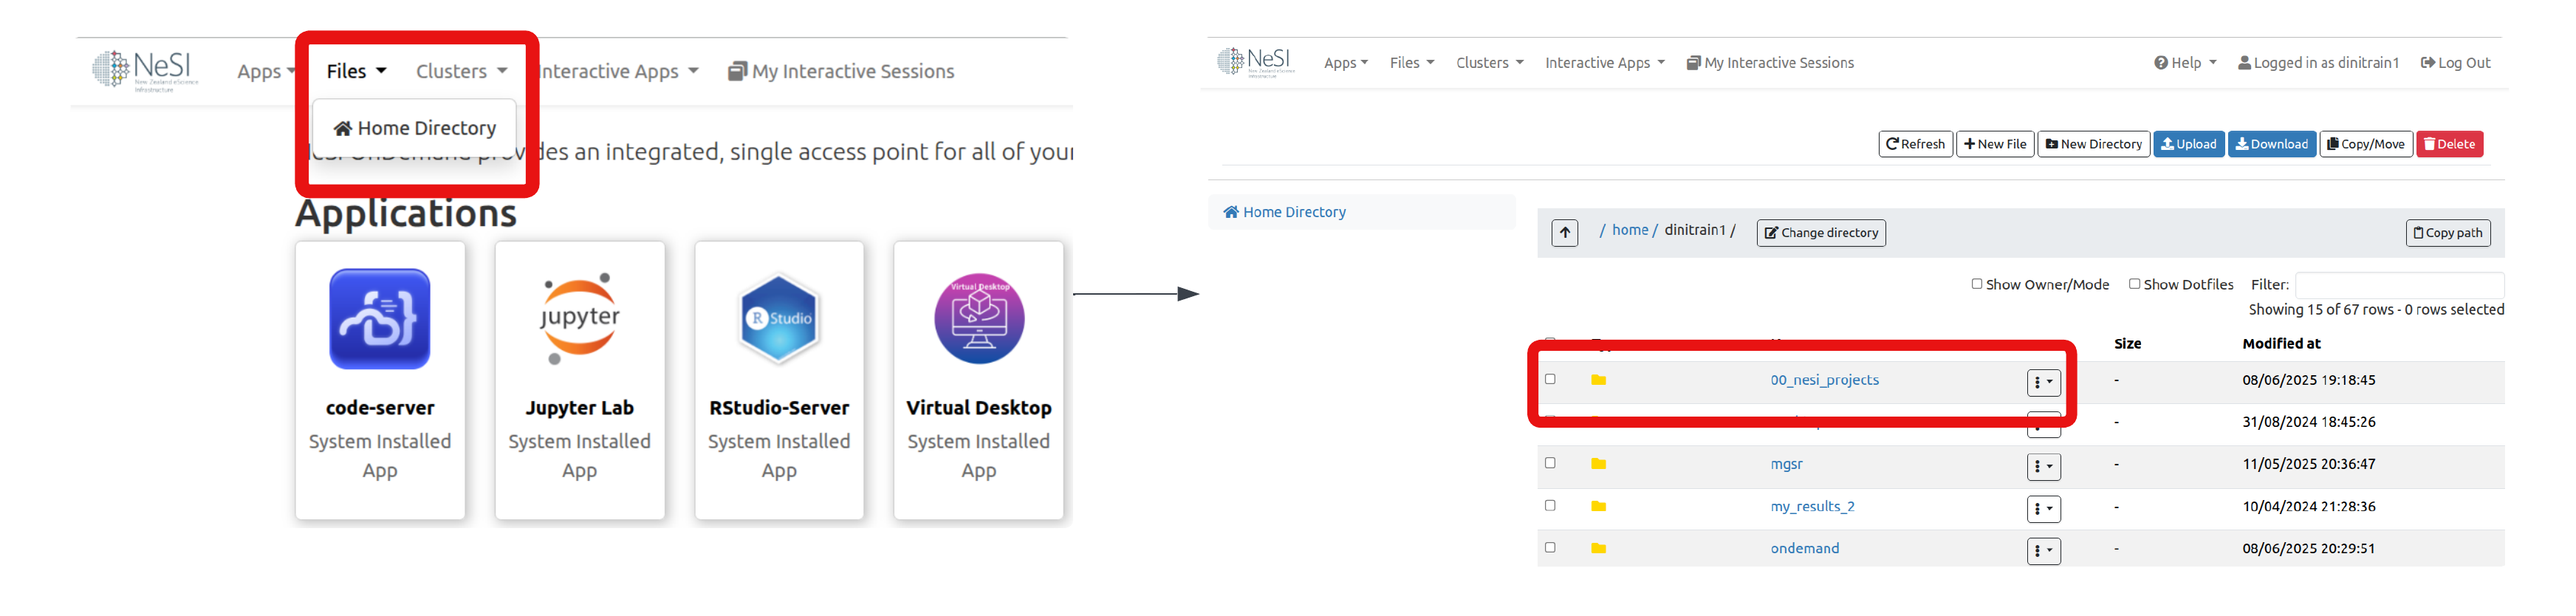 NeSI
New Zealand eScience
Infrastructure
Apps Files Clusters Interactive Apps My Interactive Sessions
Home Directory
provides an integrated, single access point for all of your
Applications
code-server
System Installed
App
jupyter
Jupyter Lab
System Installed
App
R Studio
RStudio-Server
System Installed
App
Virtual Desktop
Virtual Desktop
System Installed
App
NeSI
New Zealand eScience
Infrastructure
Apps Files Clusters Interactive Apps My Interactive Sessions Help Logged in as dinitrain1 Log Out
Refresh New File New Directory Upload Download Copy/Move Delete
Home Directory
/ home / dinitrain1 / Change directory Copy path
Show Owner/Mode Show Dotfiles Filter:
Showing 15 of 67 rows - 0 rows selected
Size Modified at
00_nesi_projects - 08/06/2025 19:18:45
- 31/08/2024 18:45:26
mgsr - 11/05/2025 20:36:47
my_results_2 - 10/04/2024 21:28:36
ondemand - 08/06/2025 20:29:51